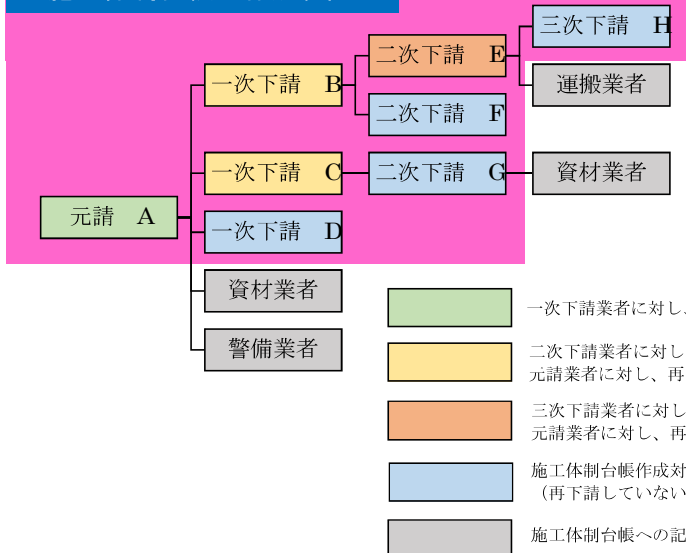 三次下請 H
二次下請 E
一次下請 B
運搬業者
二次下請 F
一次下請 C
二次下請 G
資材業者
元請 A
一次下請 D
資材業者
警備業者
一次下請業者に対し、
二次下請業者に対し
元請業者に対し、再
三次下請業者に対し
元請業者に対し、再
施工体制台帳作成対
（再下請していない
施工体制台帳への記